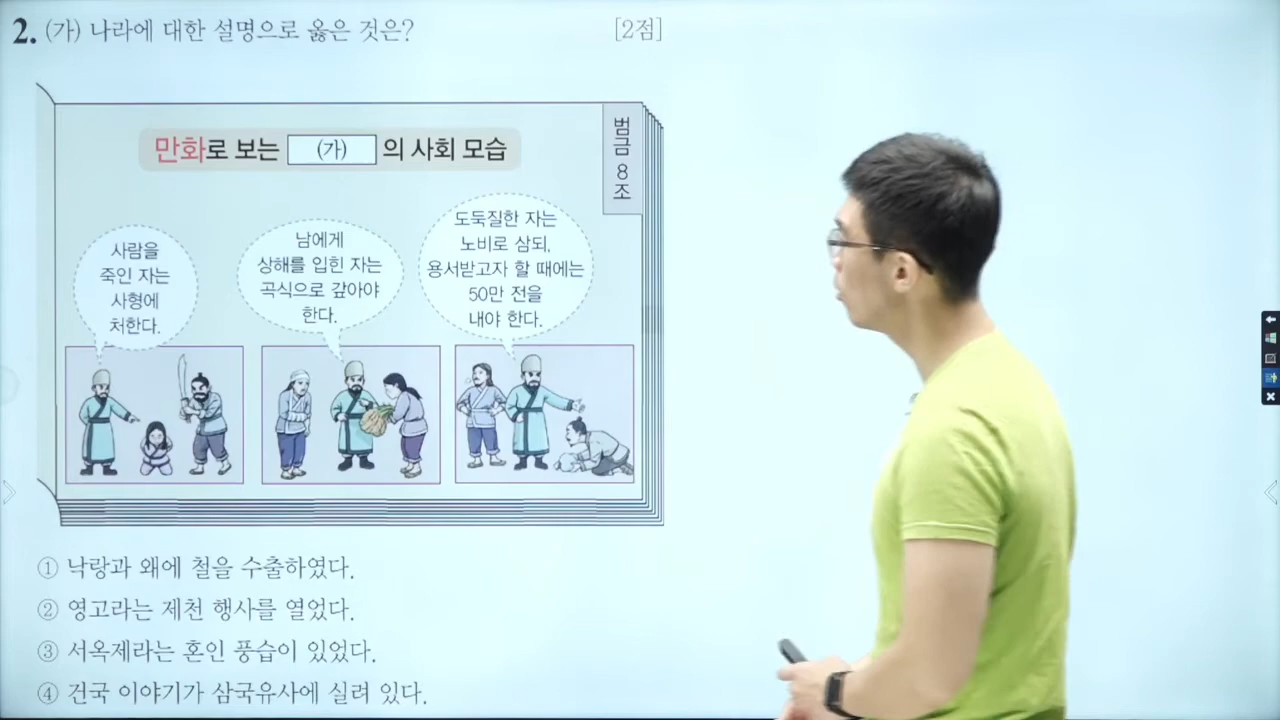 2. (가) 나라에 대한 설명으로 옳은 것은? [2점]
만화로 보는 (가) 의 사회 모습
범금 8조
사람을
죽인 자는
사형에
처한다.
남에게
상해를 입힌 자는
곡식으로 갚아야
한다.
도둑질한 자는
노비로 삼되,
용서받고자 할 때에는
50만 전을
내야 한다.
① 낙랑과 왜에 철을 수출하였다.
② 영고라는 제천 행사를 열었다.
③ 서옥제라는 혼인 풍습이 있었다.
④ 건국 이야기가 삼국유사에 실려 있다.